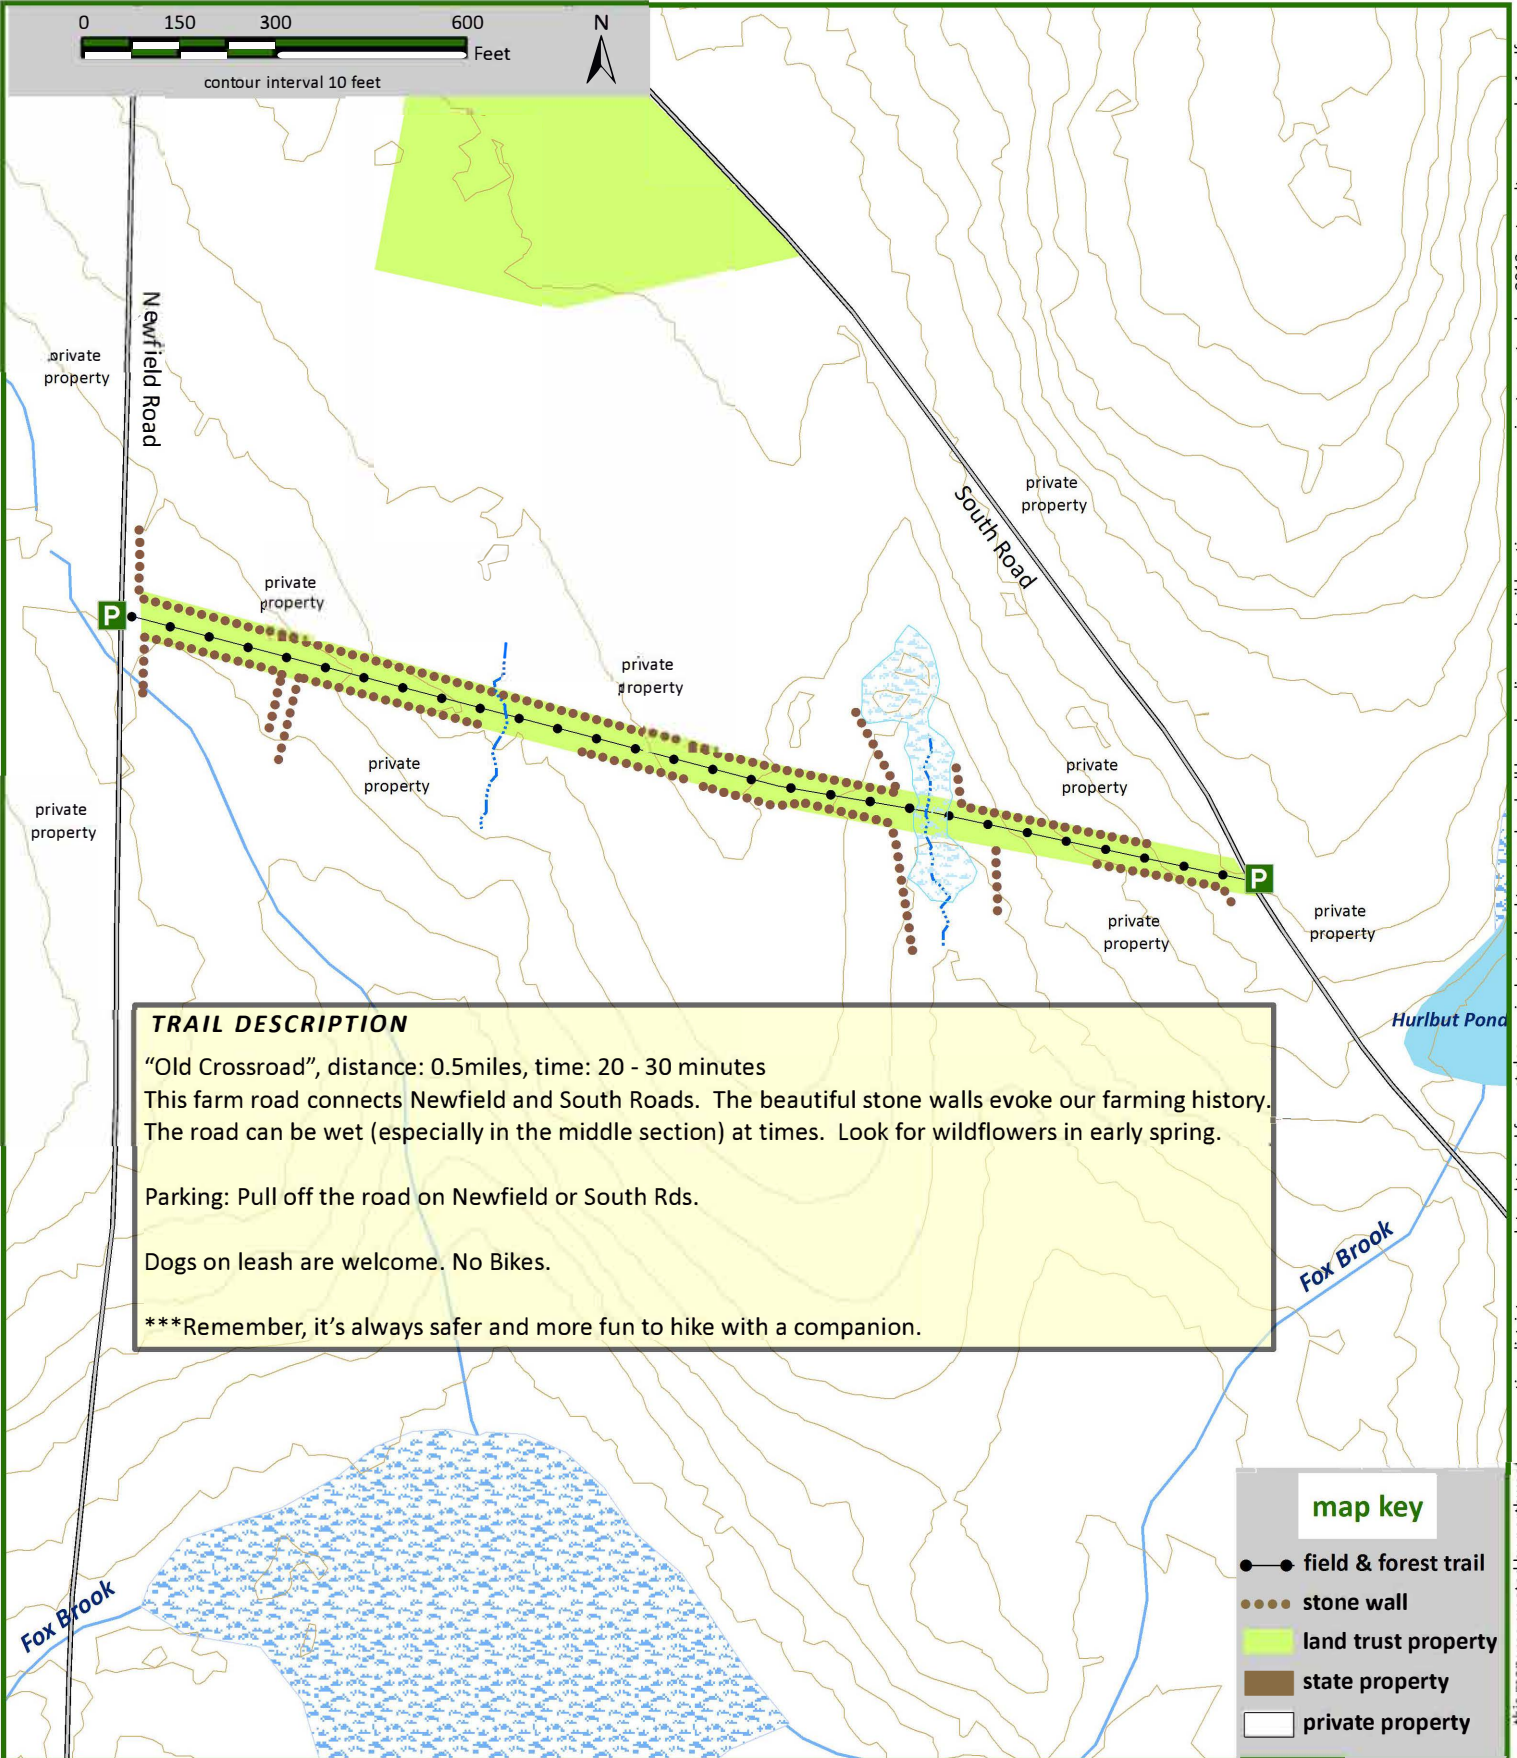 0 150 300 600
Feet
contour interval 10 feet
N
Newfield Road
private
property
South Road
private
property
private
property
P
private
property
private
property
private
property
private
property
P
private
property
private
property
Hurlbut Pond
TRAIL DESCRIPTION
“Old Crossroad”, distance: 0.5miles, time: 20 - 30 minutes
This farm road connects Newfield and South Roads.  The beautiful stone walls evoke our farming history.
The road can be wet (especially in the middle section) at times.  Look for wildflowers in early spring.
Parking: Pull off the road on Newfield or South Rds.
Dogs on leash are welcome. No Bikes.
***Remember, it’s always safer and more fun to hike with a companion.
Fox Brook
Fox Brook
map key
field & forest trail
stone wall
land trust property
state property
private property